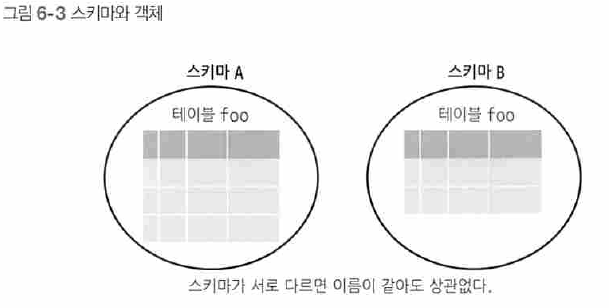 그림 6-3 스키마와 객체
스키마 A
스키마 B
테이블 foo
테이블 foo
스키마가 서로 다르면 이름이 같아도 상관없다.